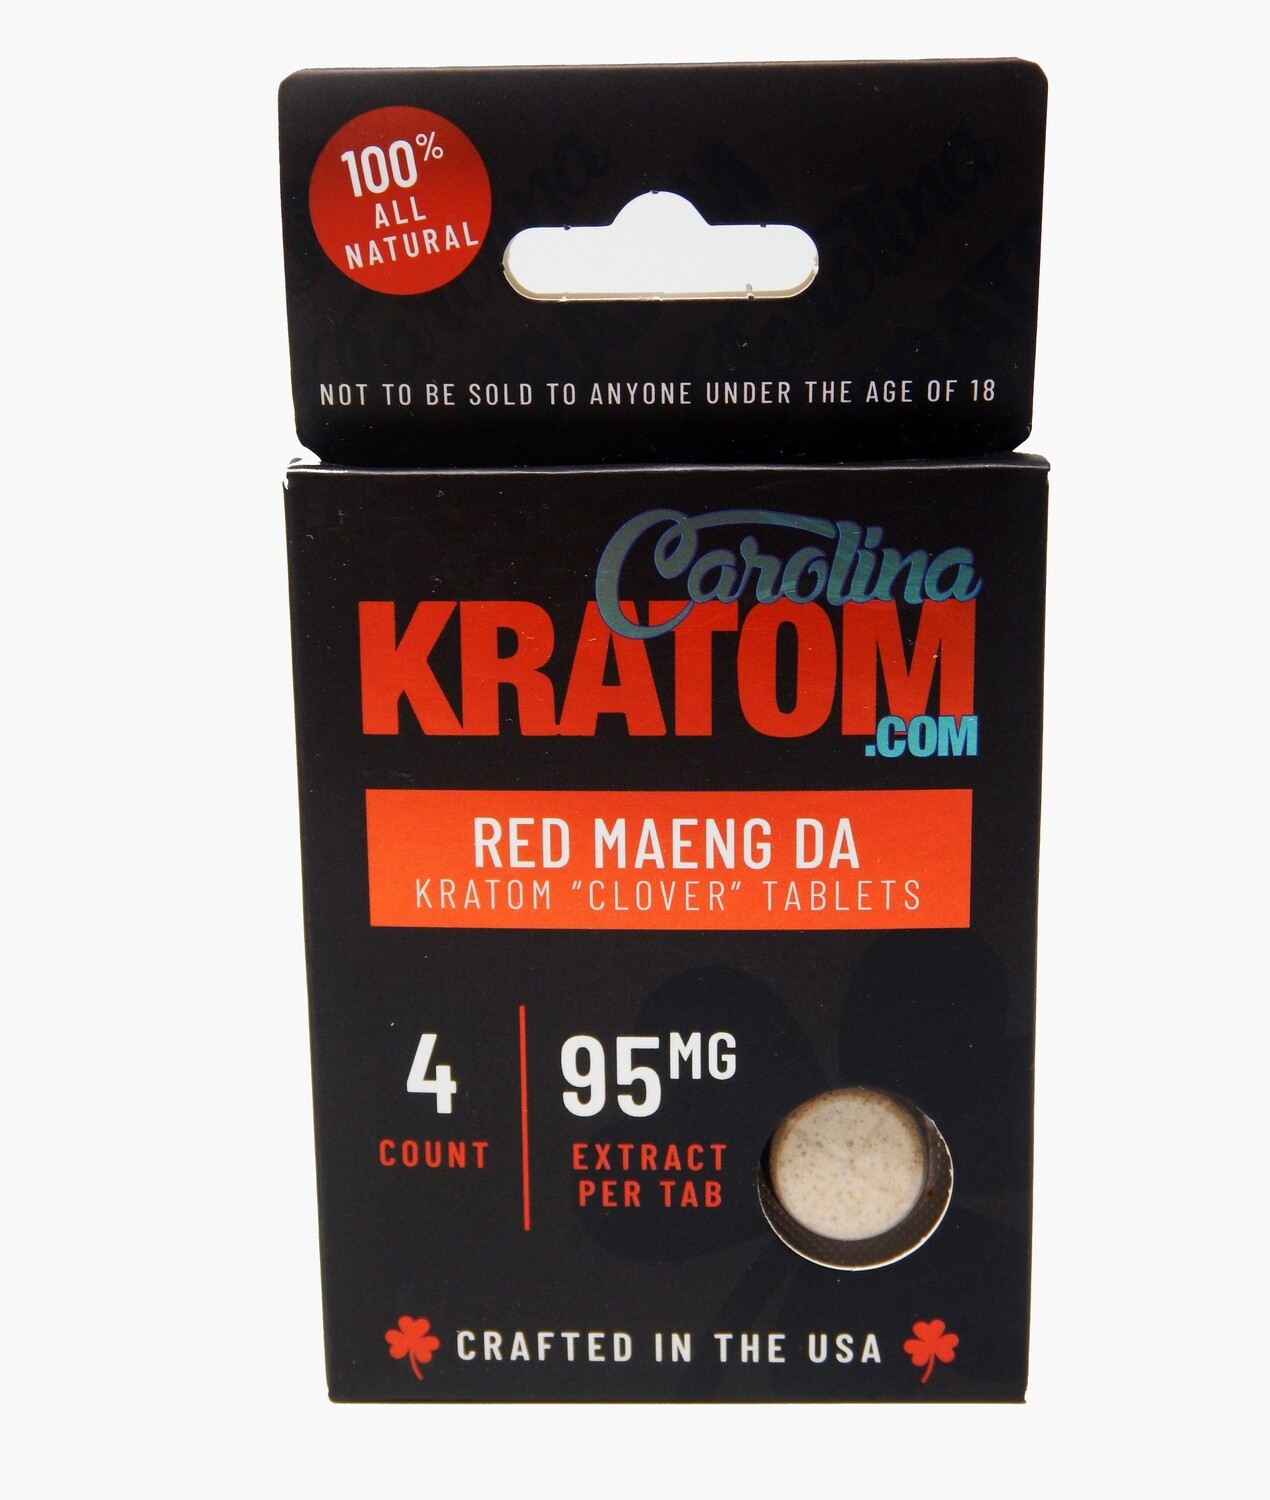 100%
ALL
NATURAL
NOT TO BE SOLD TO ANYONE UNDER THE AGE OF 18
Carolina
KRATOM
.COM
RED MAENG DA
KRATOM “CLOVER” TABLETS
4
COUNT
95MG
EXTRACT
PER TAB
CRAFTED IN THE USA